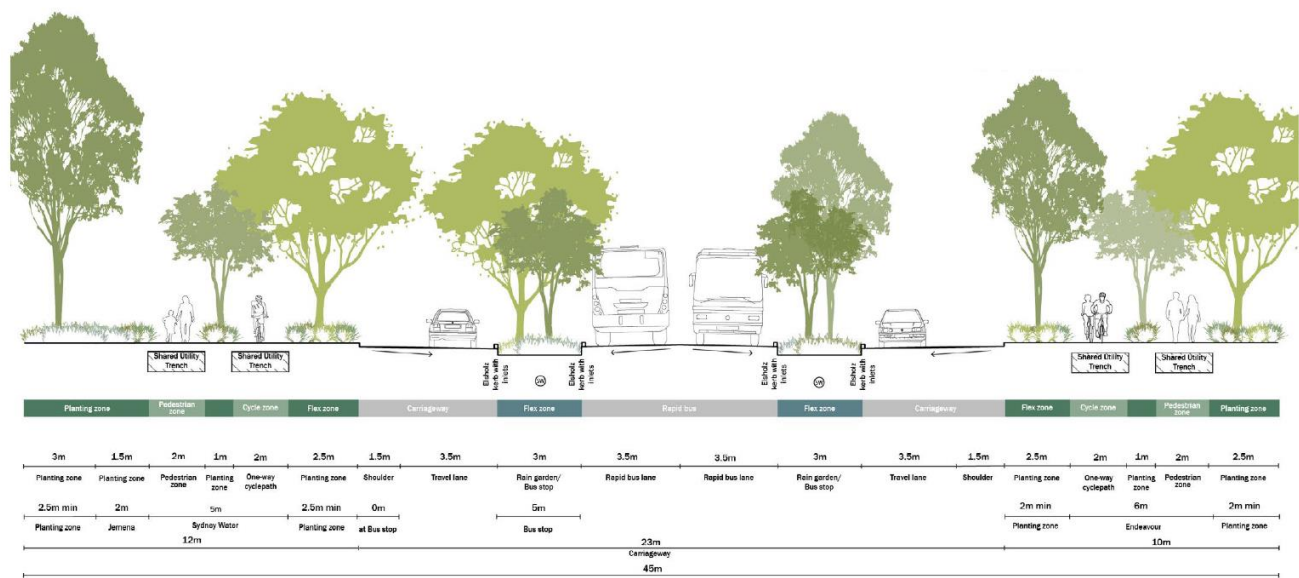 Shared Utility
Trench
Shared Utility
Trench
Elsholz
kerb with
inlets
SW
Elsholz
kerb with
inlets
Elsholz
kerb with
inlets
SW
Elsholz
kerb with
inlets
Shared Utility
Trench
Shared Utility
Trench
Planting zone
Pedestrian
zone
Cycle zone
Flex zone
Carriageway
Flex zone
Rapid bus
Flex zone
Carriageway
Flex zone
Cycle zone
Pedestrian
zone
Planting zone
3m 1.5m 2m 1m 2m 2.5m 1.5m 3.5m 3m 3.5m 3.5m 3m 3.5m 1.5m 2.5m 2m 1m 2m 2.5m
Planting zone
Planting zone
Pedestrian
zone
Planting
zone
One-way
cyclepath
Planting zone
Shoulder
Travel lane
Rain garden/
Bus stop
Rapid bus lane
Rapid bus lane
Rain garden/
Bus stop
Travel lane
Shoulder
Planting zone
One-way
cyclepath
Planting
zone
Pedestrian
zone
Planting zone
2.5m min 2m 5m 2.5m min 0m 5m 2m min 6m 2m min
Planting zone Jemena Sydney Water Planting zone at Bus stop Bus stop Planting zone Endeavour Planting zone
12m 23m 10m
Carriageway
45m